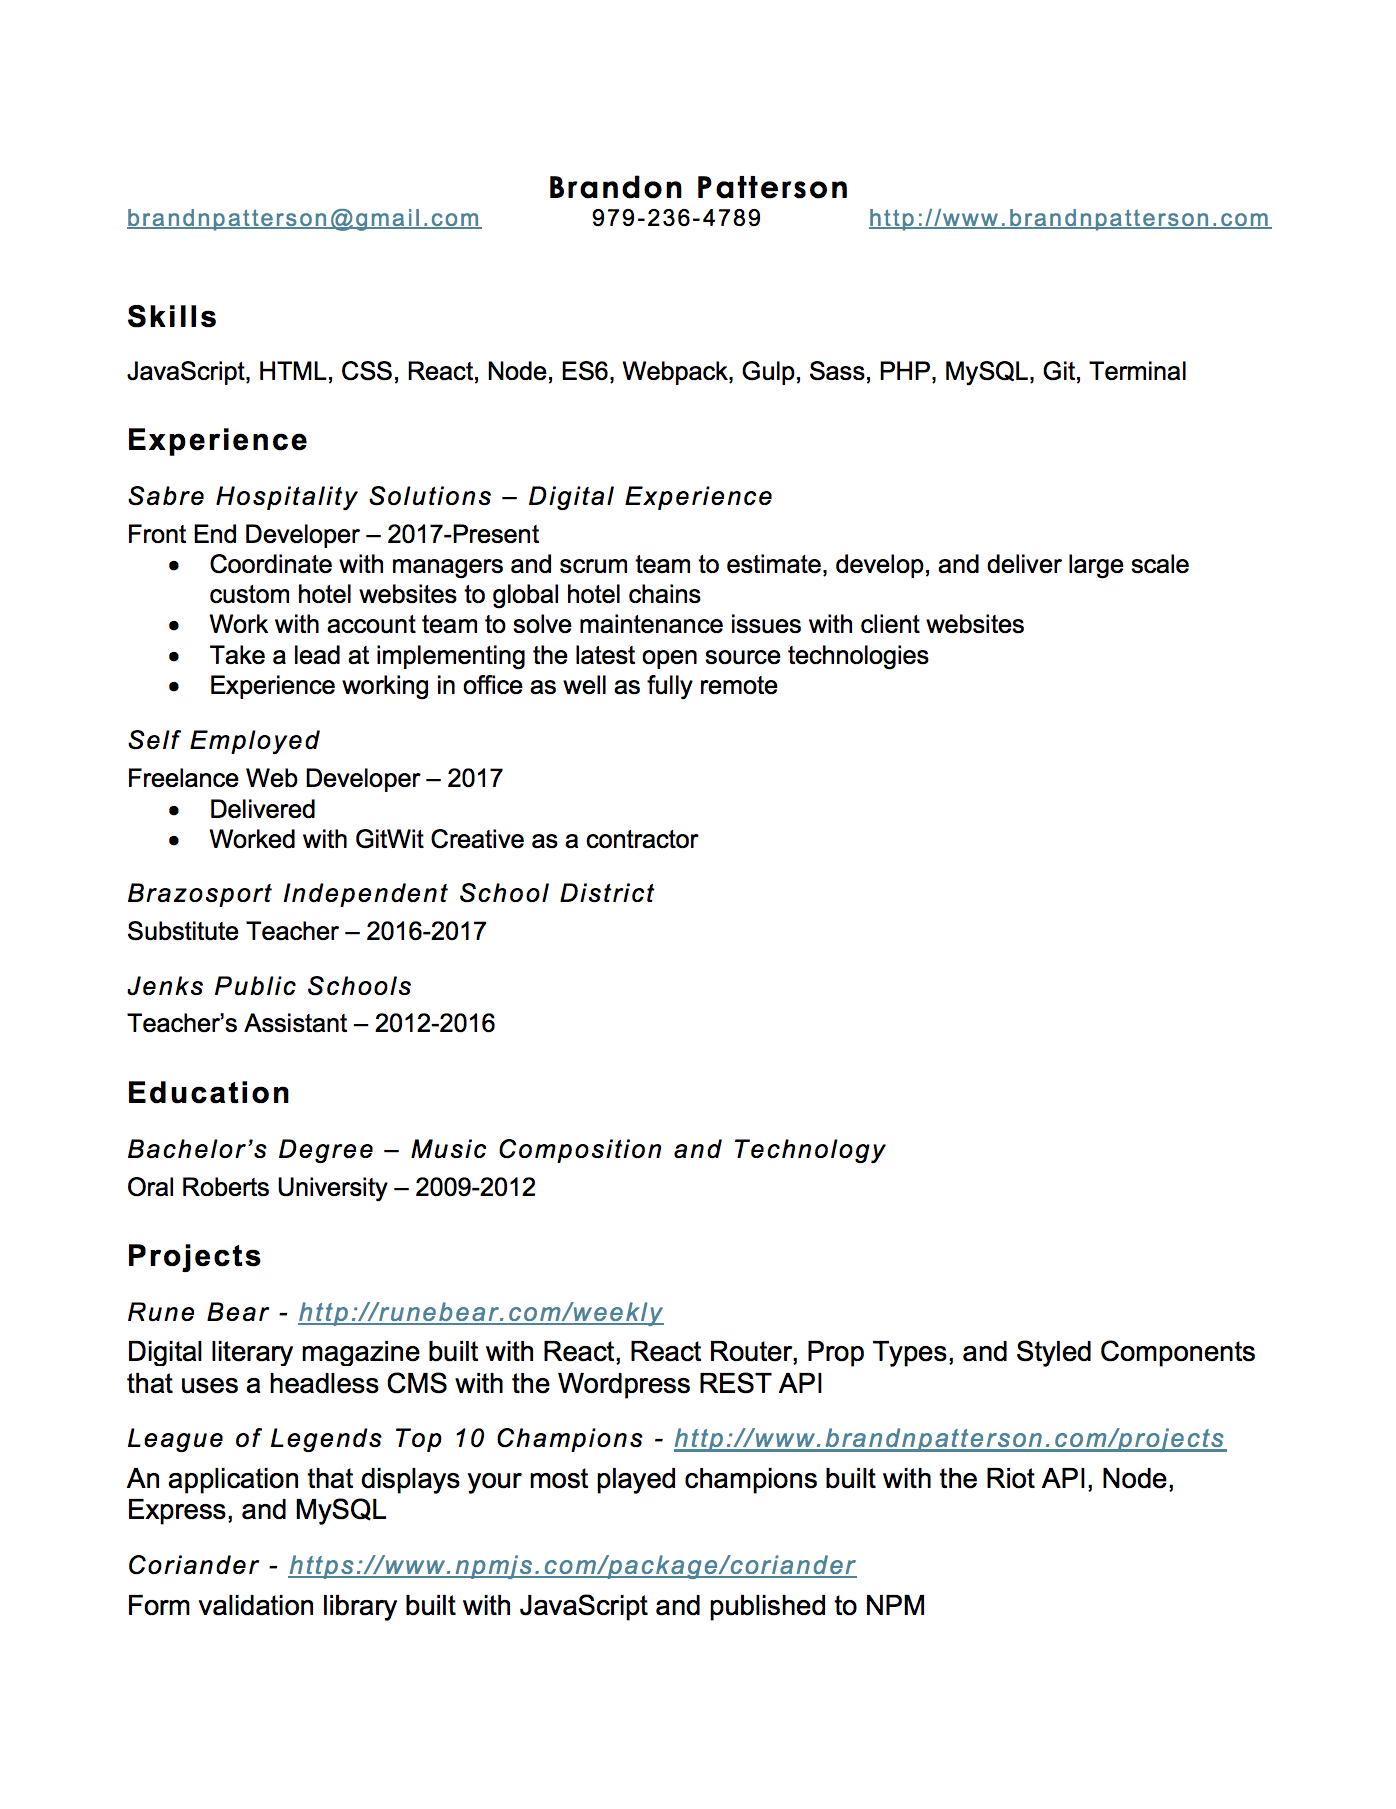 Brandon Patterson
brandnpatterson@gmail.com 979-236-4789 http://www.brandnpatterson.com
Skills
JavaScript, HTML, CSS, React, Node, ES6, Webpack, Gulp, Sass, PHP, MySQL, Git, Terminal
Experience
Sabre Hospitality Solutions – Digital Experience
Front End Developer – 2017-Present
• Coordinate with managers and scrum team to estimate, develop, and deliver large scale
custom hotel websites to global hotel chains
• Work with account team to solve maintenance issues with client websites
• Take a lead at implementing the latest open source technologies
• Experience working in office as well as fully remote
Self Employed
Freelance Web Developer – 2017
• Delivered
• Worked with GitWit Creative as a contractor
Brazosport Independent School District
Substitute Teacher – 2016-2017
Jenks Public Schools
Teacher’s Assistant – 2012-2016
Education
Bachelor’s Degree – Music Composition and Technology
Oral Roberts University – 2009-2012
Projects
Rune Bear - http://runebear.com/weekly
Digital literary magazine built with React, React Router, Prop Types, and Styled Components
that uses a headless CMS with the Wordpress REST API
League of Legends Top 10 Champions - http://www.brandnpatterson.com/projects
An application that displays your most played champions built with the Riot API, Node,
Express, and MySQL
Coriander - https://www.npmjs.com/package/coriander
Form validation library built with JavaScript and published to NPM